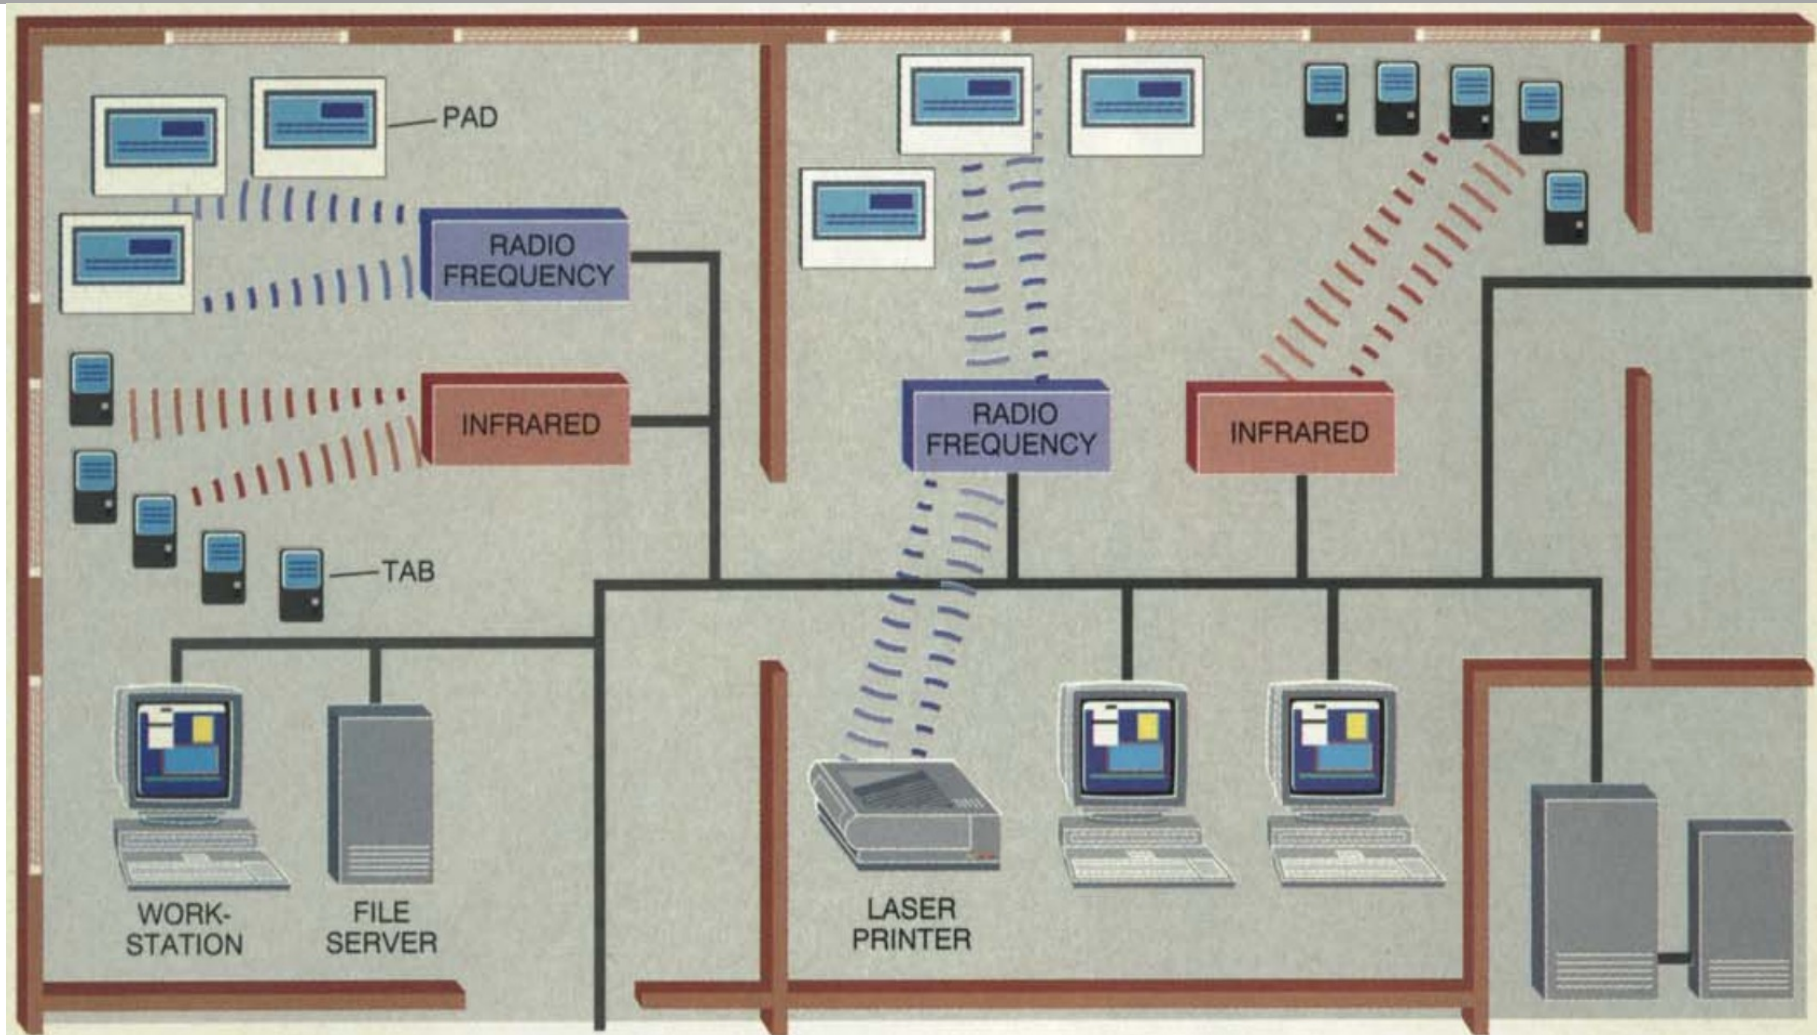 PAD
RADIO
FREQUENCY
INFRARED
TAB
WORK-
STATION
FILE
SERVER
RADIO
FREQUENCY
INFRARED
LASER
PRINTER